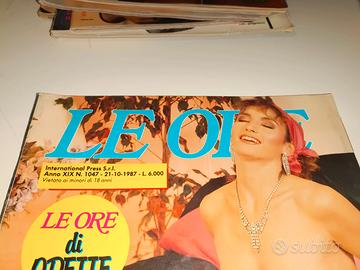 LE ORE
International Press S.r.l.
Anno XIX N. 1047 - 21-10-1987 - L. 6.000
Vietato ai minori di 18 anni
LE ORE
di
ODETTE
subito